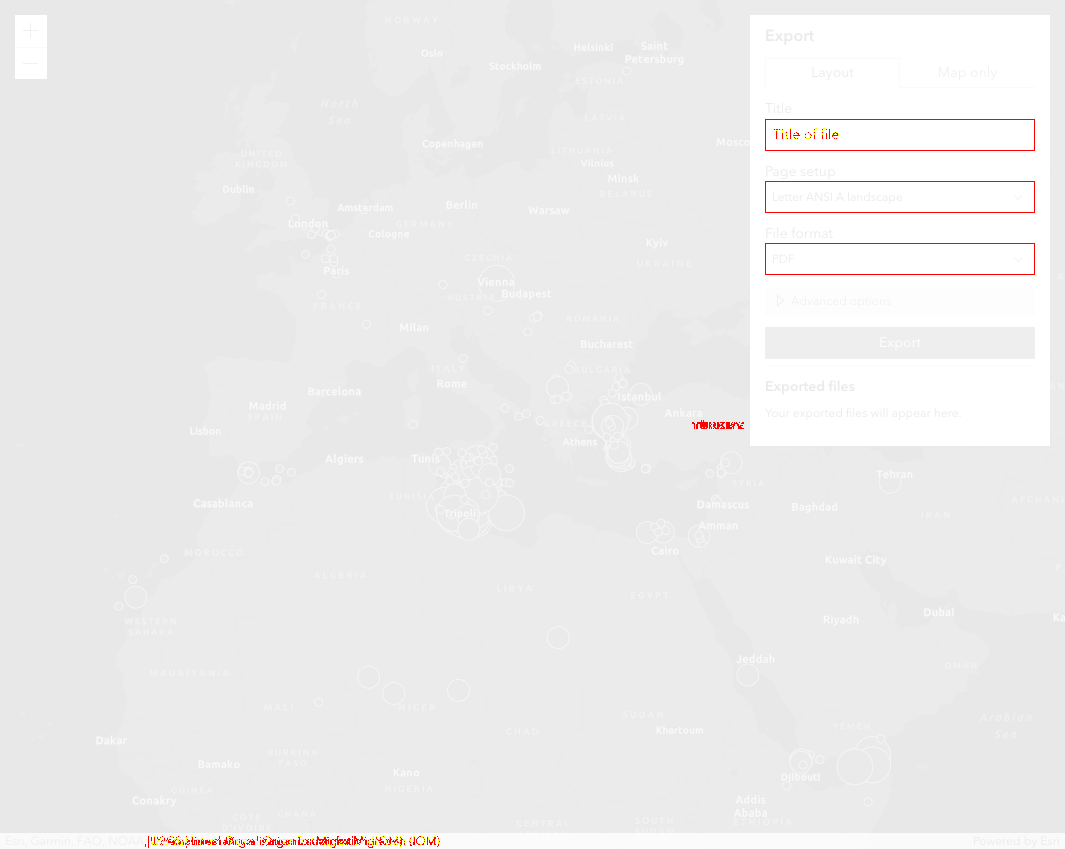 NORWAY
Oslo
Helsinki
Saint
Petersburg
Stockholm
ESTONIA
North
Sea
LATVIA
Copenhagen
LITHUANIA
Mosco
UNITED
KINGDOM
Vilnius
Minsk
Dublin
BELARUS
Amsterdam
Berlin
Warsaw
London
GERMANY
Cologne
Kyiv
Paris
CZECHIA
UKRAINE
Vienna
AUSTRIA
Budapest
FRANCE
Milan
ROMANIA
Bucharest
ITALY
BULGARIA
Rome
Barcelona
Istanbul
Madrid
SPAIN
Ankara
GREECE
Lisbon
Athens
Algiers
Tunis
Tehran
SYRIA
TUNISIA
Casablanca
Damascus
Baghdad
AFGHANI
Tripoli
IRAN
Amman
MOROCCO
Cairo
Kuwait City
ALGERIA
LIBYA
EGYPT
WESTERN
SAHARA
Riyadh
Dubai
Ka
Jeddah
OMAN
MAURITANIA
MALI
NIGER
SUDAN
Arabian
Sea
CHAD
Khartoum
YEMEN
Dakar
BURKINA
FASO
Bamako
Kano
Djibouti
GUINEA
NIGERIA
Conakry
GHANA
Addis
Ababa
ETHIOPIA
CÔTE
D'IVOIRE
CENTRAL
SOUTH
SUDAN
Export
Layout
Map only
Title
Title of file
Page setup
Letter ANSI A landscape
File format
PDF
Advanced options
Export
Exported files
Your exported files will appear here.
Esri, Garmin, FAO, NOAA
(IOM)
Powered by Esri